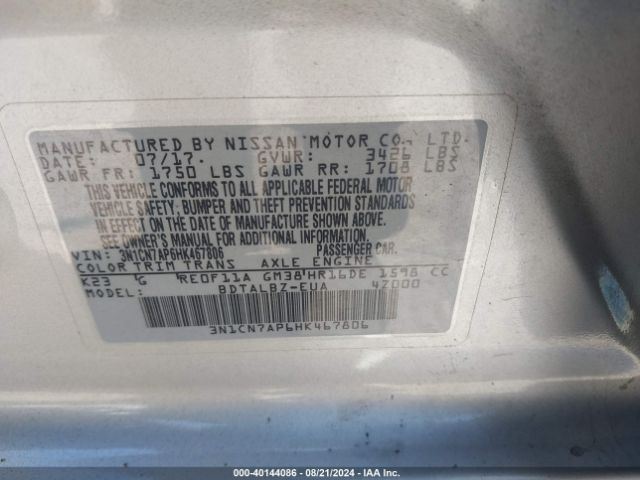 MANUFACTURED BY NISSAN MOTOR CO., LTD.
DATE: 07/17. GVWR: 3426 LBS
GAWR FR: 1750 LBS GAWR RR: 1708 LBS
THIS VEHICLE CONFORMS TO ALL APPLICABLE FEDERAL MOTOR
VEHICLE SAFETY, BUMPER AND THEFT PREVENTION STANDARDS
IN EFFECT ON THE DATE OF MANUFACTURE SHOWN ABOVE.
SEE OWNER'S MANUAL FOR ADDITIONAL INFORMATION.
VIN: 3N1CN7AP6HK467806 PASSENGER CAR.
COLOR TRIM TRANS AXLE ENGINE
K23 G RE0F11A GM38 HR16DE 1598 CC
MODEL: BDTALBZ-EUA 4Z000
3N1CN7AP6HK467806
000-40144086 - 08/21/2024 - IAA Inc.